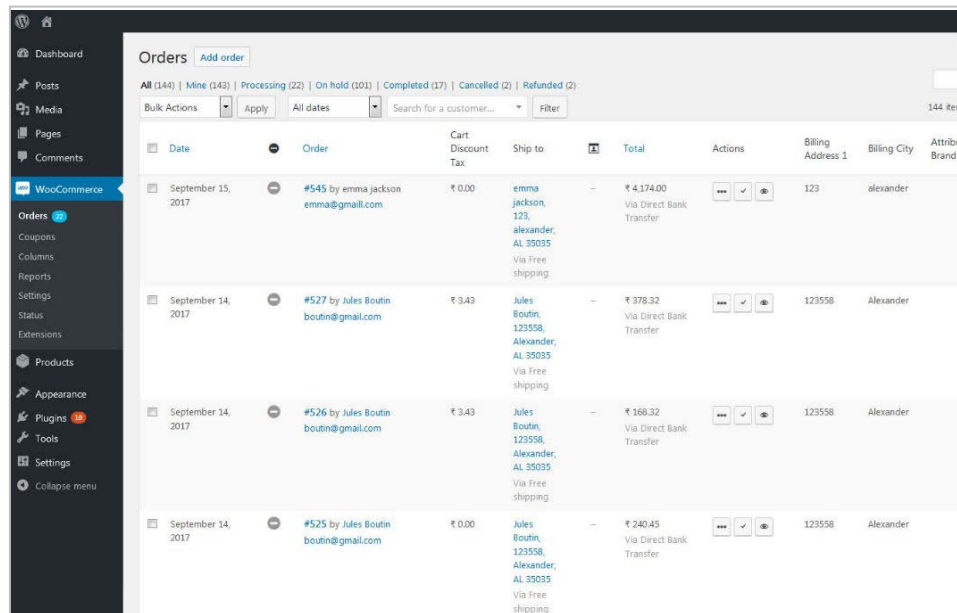 Dashboard
Posts
Media
Pages
Comments
WooCommerce
Orders 22
Coupons
Columns
Reports
Settings
Status
Extensions
Products
Appearance
Plugins 10
Tools
Settings
Collapse menu
Orders Add order
All (144) | Mine (143) | Processing (22) | On hold (101) | Completed (17) | Cancelled (2) | Refunded (2)
Bulk Actions Apply All dates Search for a customer... Filter
144
Date Order Cart Discount Tax Ship to Total Actions Billing Address 1 Billing City Brand
September 15, 2017
#545 by emma jackson
emma@gmaill.com
₹ 0.00
emma
jackson,
123,
alexander,
AL 35035
Via Free
shipping
–
₹ 4,174.00
Via Direct Bank
Transfer
123
alexander
September 14, 2017
#527 by Jules Boutin
boutin@gmail.com
₹ 3.43
Jules
Boutin,
123558,
Alexander,
AL 35035
Via Free
shipping
–
₹ 378.32
Via Direct Bank
Transfer
123558
Alexander
September 14, 2017
#526 by Jules Boutin
boutin@gmail.com
₹ 3.43
Jules
Boutin,
123558,
Alexander,
AL 35035
Via Free
shipping
–
₹ 168.32
Via Direct Bank
Transfer
123558
Alexander
September 14, 2017
#525 by Jules Boutin
boutin@gmail.com
₹ 0.00
Jules
Boutin,
123558,
Alexander,
AL 35035
Via Free
shipping
–
₹ 240.45
Via Direct Bank
Transfer
123558
Alexander